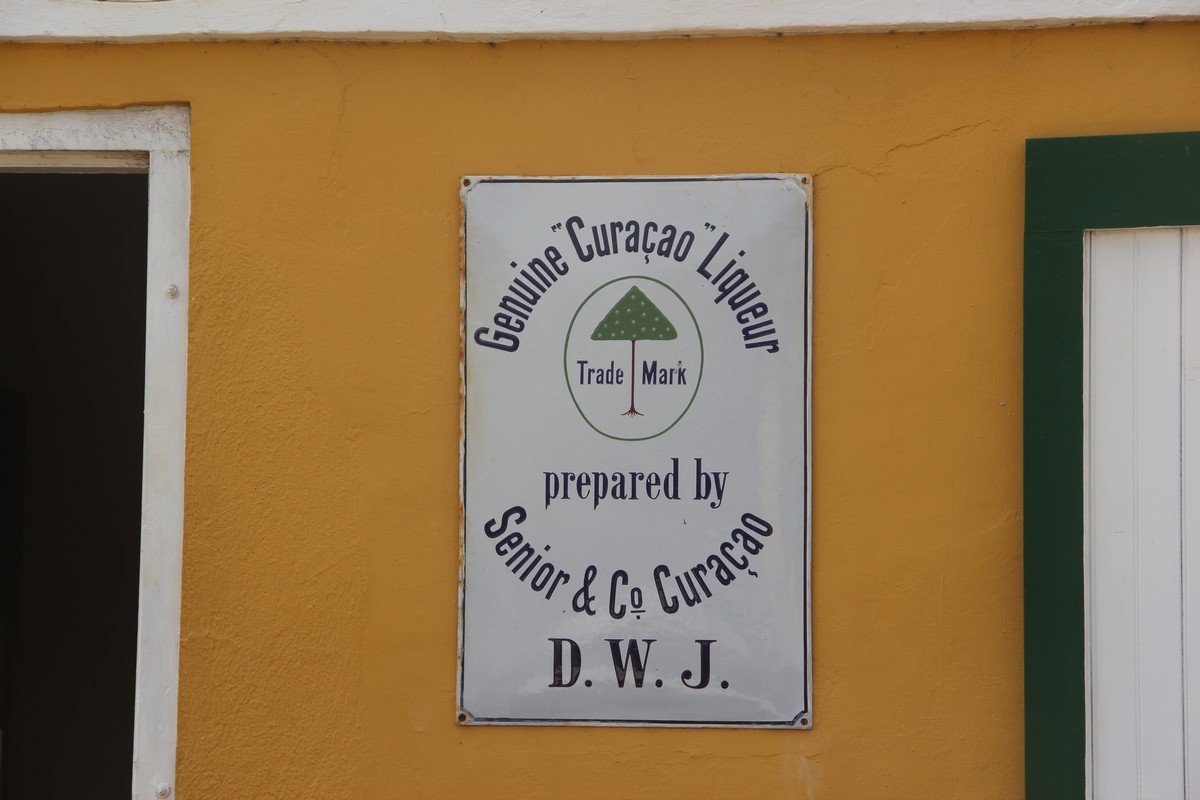 Genuine "Curaçao" Liqueur
Trade Mark
prepared by
Senior & Co Curaçao
D. W. J.